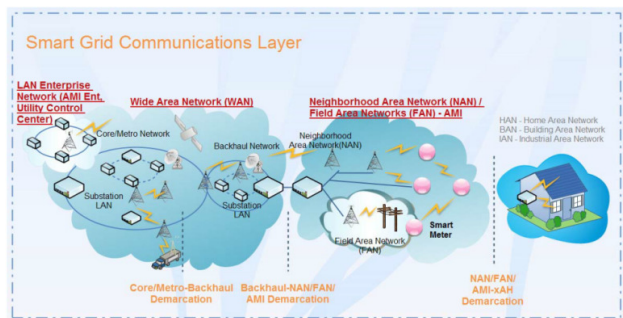 Smart Grid Communications Layer
LAN Enterprise
Network (AMI Ent,
Utility Control
Center)
Wide Area Network (WAN)
Neighborhood Area Network (NAN) /
Field Area Networks (FAN) - AMI
HAN - Home Area Network
BAN - Building Area Network
IAN - Industrial Area Network
Core/Metro Network
Backhaul Network
Neighborhood
Area Network(NAN)
Substation
LAN
Substation
LAN
Field Area Network
(FAN)
Smart
Meter
Core/Metro-Backhaul
Demarcation
Backhaul-NAN/FAN/
AMI Demarcation
NAN/FAN/
AMI-xAH
Demarcation